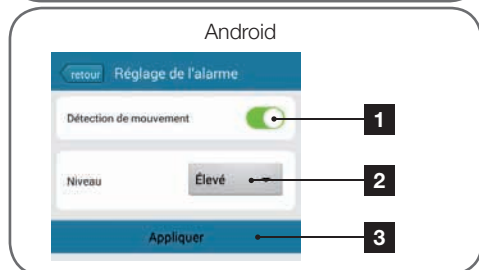 Android
retour Réglage de l'alarme
Détection de mouvement
1
Niveau Élevé
2
Appliquer
3